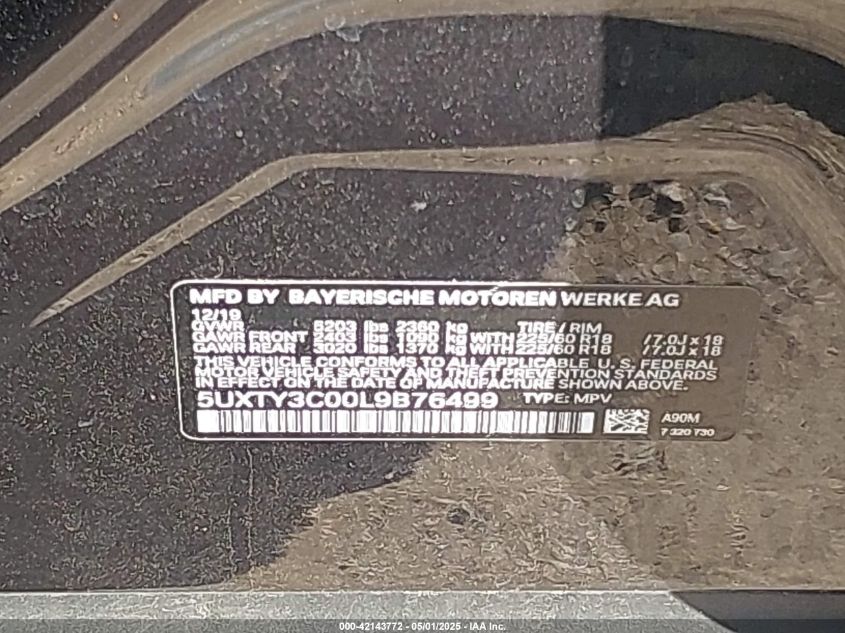 MFD BY BAYERISCHE MOTOREN WERKE AG
12/19
GVWR 5203 lbs 2360 kg TIRE / RIM
GAWR FRONT 2403 lbs 1090 kg WITH 225/60 R18 / 7.0J x 18
GAWR REAR 3020 lbs 1370 kg WITH 225/60 R18 / 7.0J x 18
THIS VEHICLE CONFORMS TO ALL APPLICABLE U. S. FEDERAL
MOTOR VEHICLE SAFETY AND THEFT PREVENTION STANDARDS
IN EFFECT ON THE DATE OF MANUFACTURE SHOWN ABOVE.
5UXTY3C00L9B76499 TYPE: MPV
A90M
7 320 730
000-42143772 - 05/01/2025 - IAA Inc.